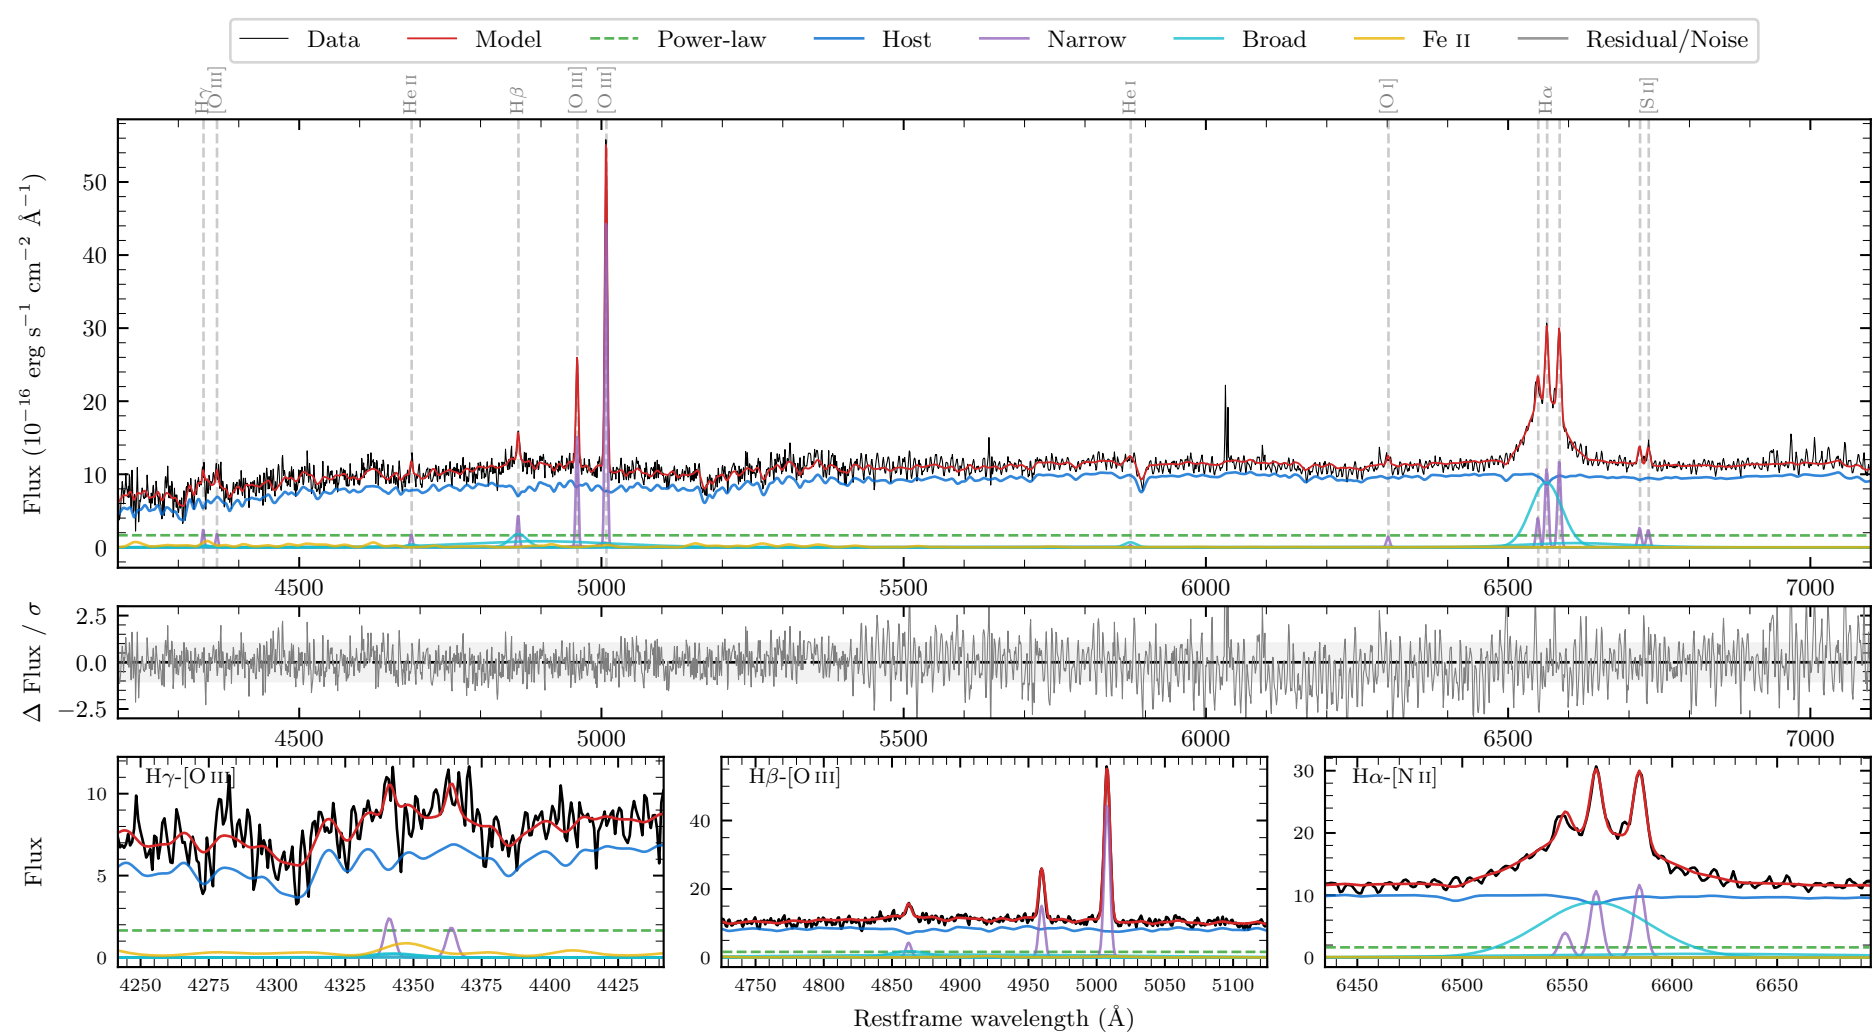 Data Model Power-law Host Narrow Broad Fe II Residual/Noise
Hγ [O III] He II Hβ [O III] [O III] He I [O I] Hα [S II]
Flux (10⁻¹⁶ erg s⁻¹ cm⁻² Å⁻¹)
50
40
30
20
10
0
4500 5000 5500 6000 6500 7000
Δ Flux / σ
2.5
0.0
−2.5
4500 5000 5500 6000 6500 7000
Flux
Hγ-[O III]
10
5
0
4250 4275 4300 4325 4350 4375 4400 4425
Hβ-[O III]
40
20
0
4750 4800 4850 4900 4950 5000 5050 5100
Hα-[N II]
30
20
10
0
6450 6500 6550 6600 6650
Restframe wavelength (Å)